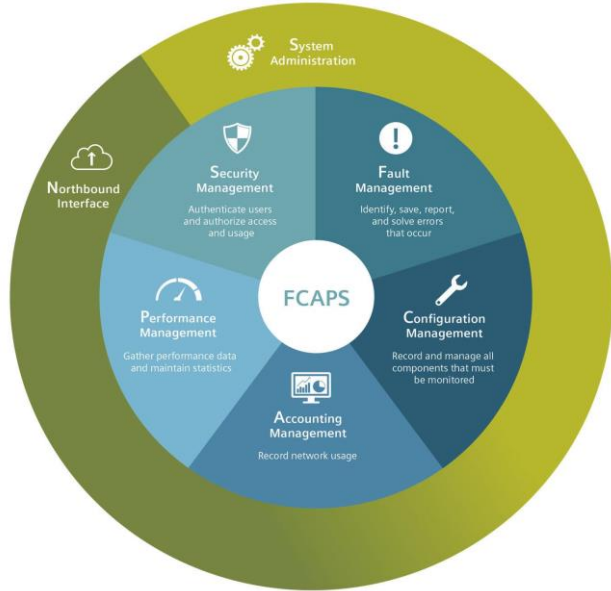 System
Administration
Northbound
Interface
Security
Management
Authenticate users
and authorize access
and usage
Fault
Management
Identify, save, report,
and solve errors
that occur
FCAPS
Performance
Management
Gather performance data
and maintain statistics
Configuration
Management
Record and manage all
components that must
be monitored
Accounting
Management
Record network usage